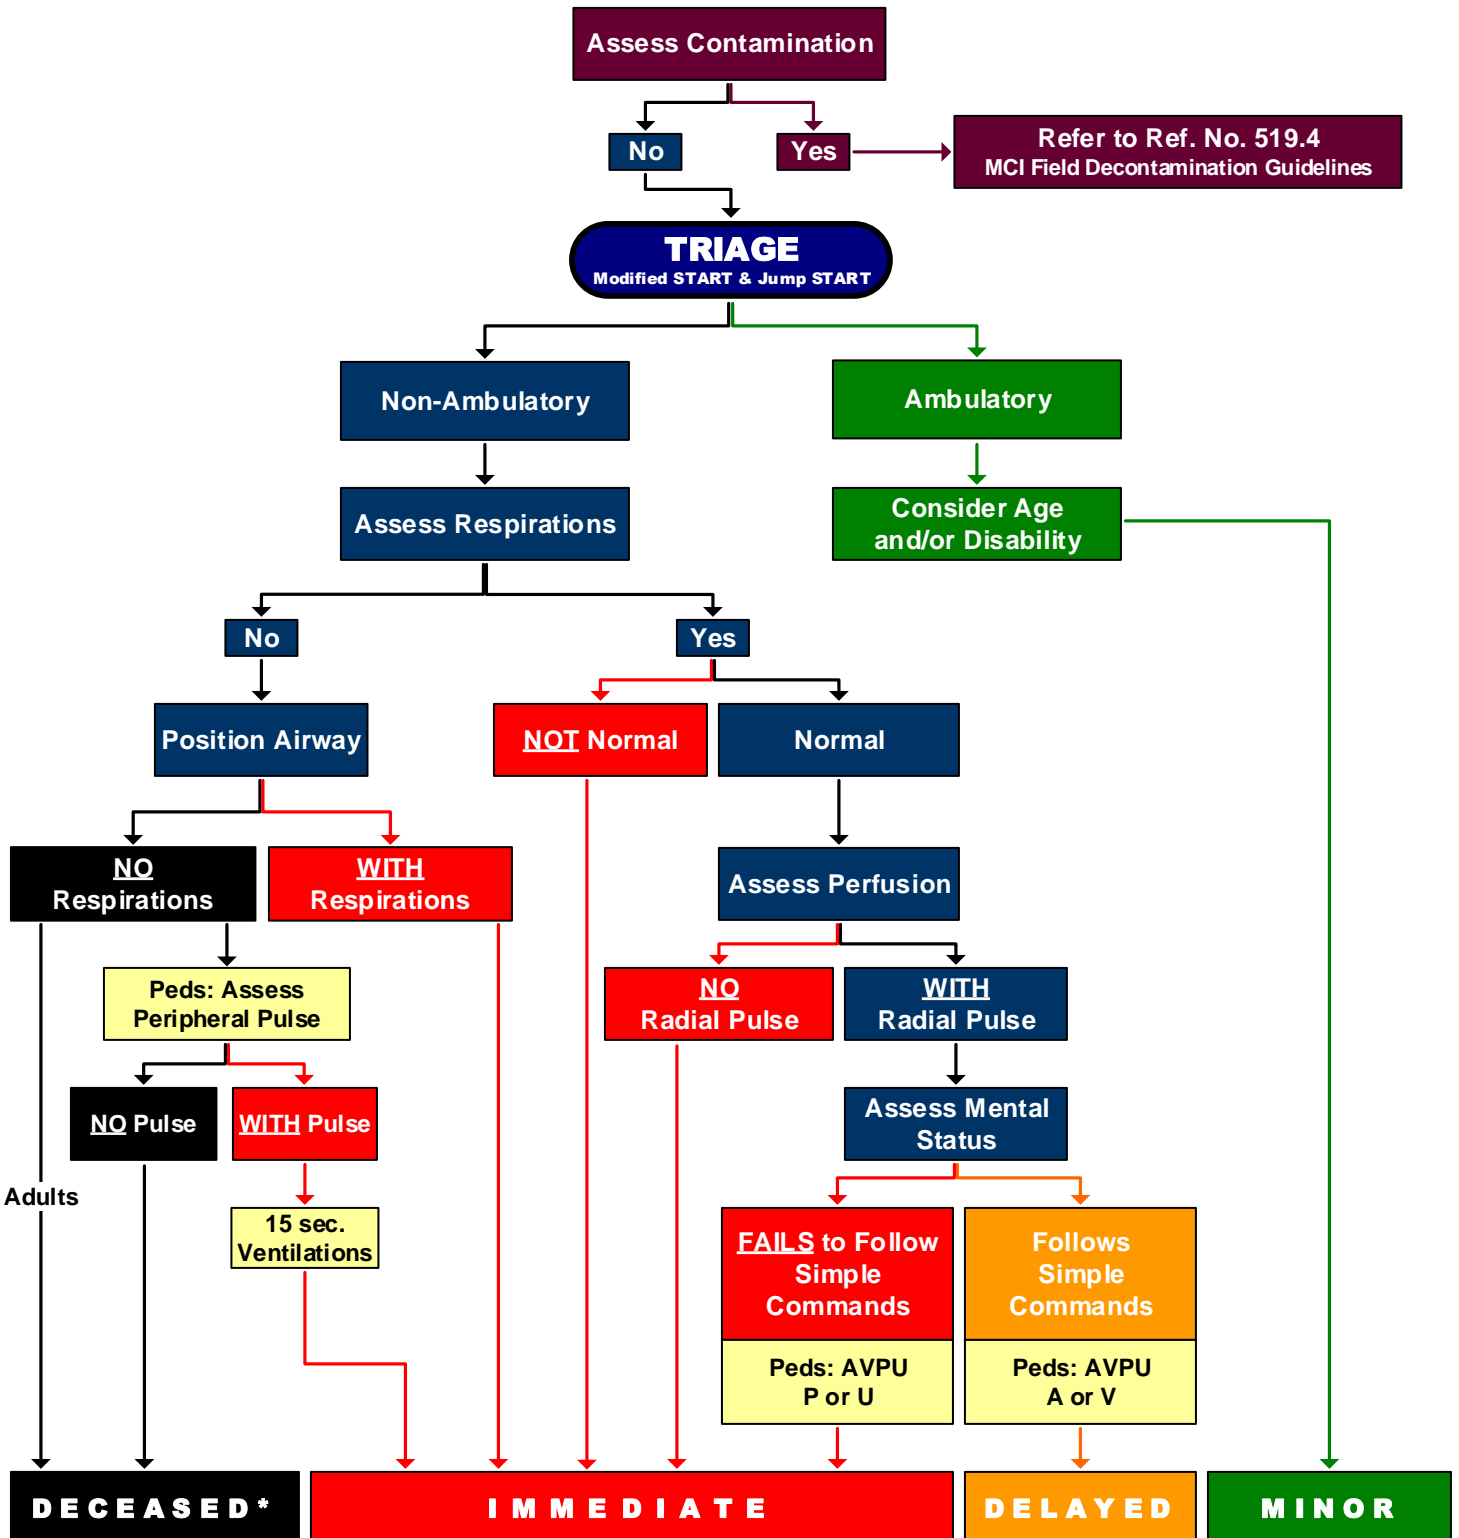 Assess Contamination
No
Yes
Refer to Ref. No. 519.4
MCI Field Decontamination Guidelines
TRIAGE
Modified START & Jump START
Non-Ambulatory
Ambulatory
Assess Respirations
Consider Age
and/or Disability
No
Yes
Position Airway
NOT Normal
Normal
NO
Respirations
WITH
Respirations
Assess Perfusion
Peds: Assess
Peripheral Pulse
NO
Radial Pulse
WITH
Radial Pulse
NO Pulse
WITH Pulse
Assess Mental
Status
Adults
15 sec.
Ventilations
FAILS to Follow
Simple
Commands
Follows
Simple
Commands
Peds: AVPU
P or U
Peds: AVPU
A or V
DECEASED*
IMMEDIATE
DELAYED
MINOR